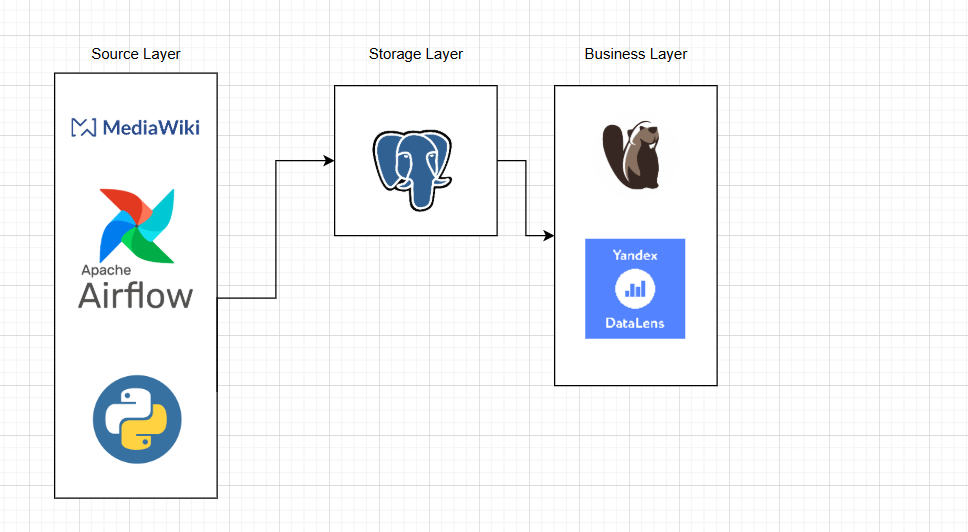 Source Layer
Storage Layer
Business Layer
MediaWiki
Apache
Airflow
Yandex
DataLens